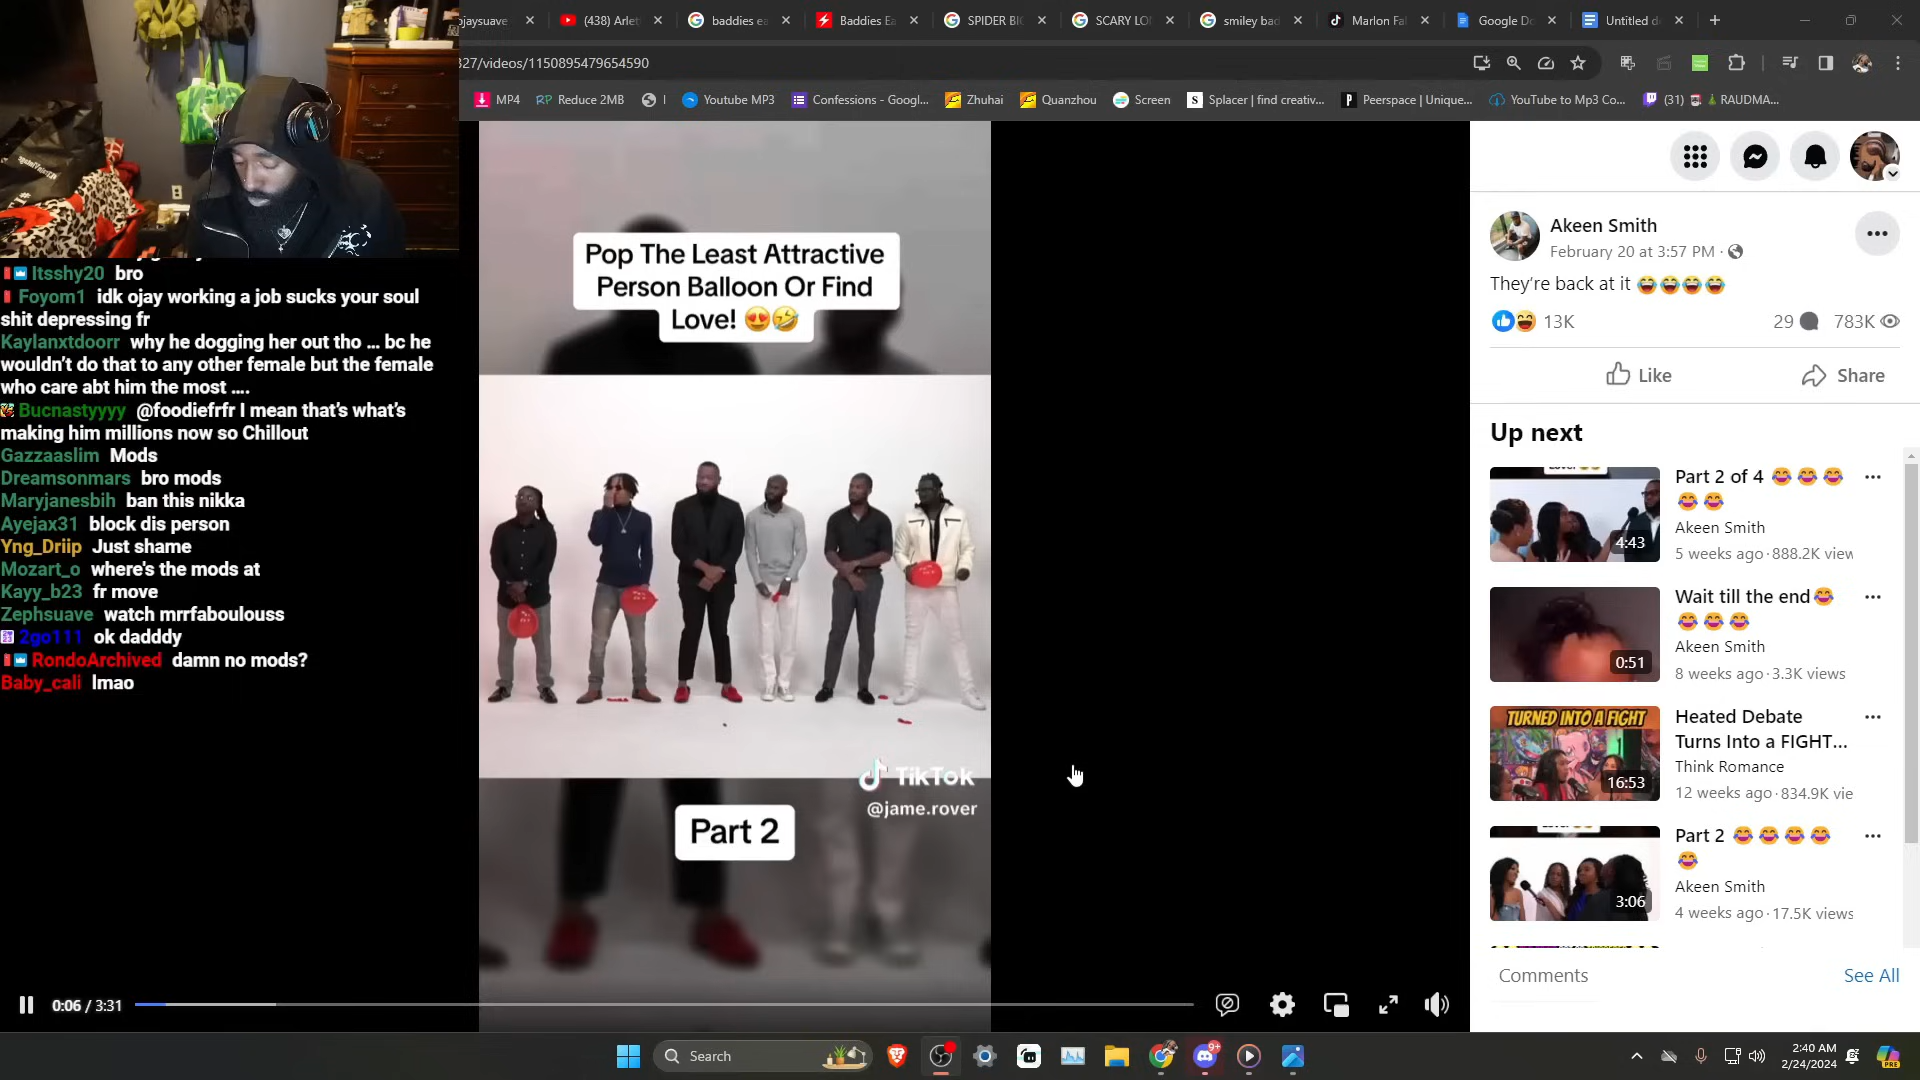 ojaysuave
(438) Arlet
baddies ea
Baddies Ea
SPIDER BI
SCARY LO
smiley bad
Marlon Fa
Google Do
Untitled d
327/videos/1150895479654590
MP4
Reduce 2MB
Youtube MP3
Confessions - Googl...
Zhuhai
Quanzhou
Screen
Splacer | find creativ...
Peerspace | Unique...
YouTube to Mp3 Co...
(31) RAUDMA...
Itsshy20 bro
Foyom1 idk ojay working a job sucks your soul
shit depressing fr
Kaylanxtdoorr why he dogging her out tho ... bc he
wouldn't do that to any other female but the female
who care abt him the most ....
Bucnastyyyy @foodiefrfr I mean that's what's
making him millions now so Chillout
Gazzaaslim Mods
Dreamsonmars bro mods
Maryjanesbih ban this nikka
Ayejax31 block dis person
Yng_Driip Just shame
Mozart_o where's the mods at
Kayy_b23 fr move
Zephsuave watch mrrfaboulouss
2go111 ok dadddy
RondoArchived damn no mods?
Baby_cali lmao
Pop The Least Attractive
Person Balloon Or Find
Love! 😍🤣
TikTok
@jame.rover
Part 2
0:06 / 3:31
Akeen Smith
February 20 at 3:57 PM ·
They're back at it 😂😂😂😂
13K
29
783K
Like
Share
Up next
Part 2 of 4 😂😂😂
😂😂
Akeen Smith
5 weeks ago · 888.2K view
4:43
Wait till the end😂
😂😂😂
Akeen Smith
8 weeks ago · 3.3K views
0:51
TURNED INTO A FIGHT
Heated Debate
Turns Into a FIGHT...
Think Romance
12 weeks ago · 834.9K vie
16:53
Part 2 😂😂😂😂
😂
Akeen Smith
4 weeks ago · 17.5K views
3:06
Comments
See All
Search
9+
2:40 AM
2/24/2024
PRE